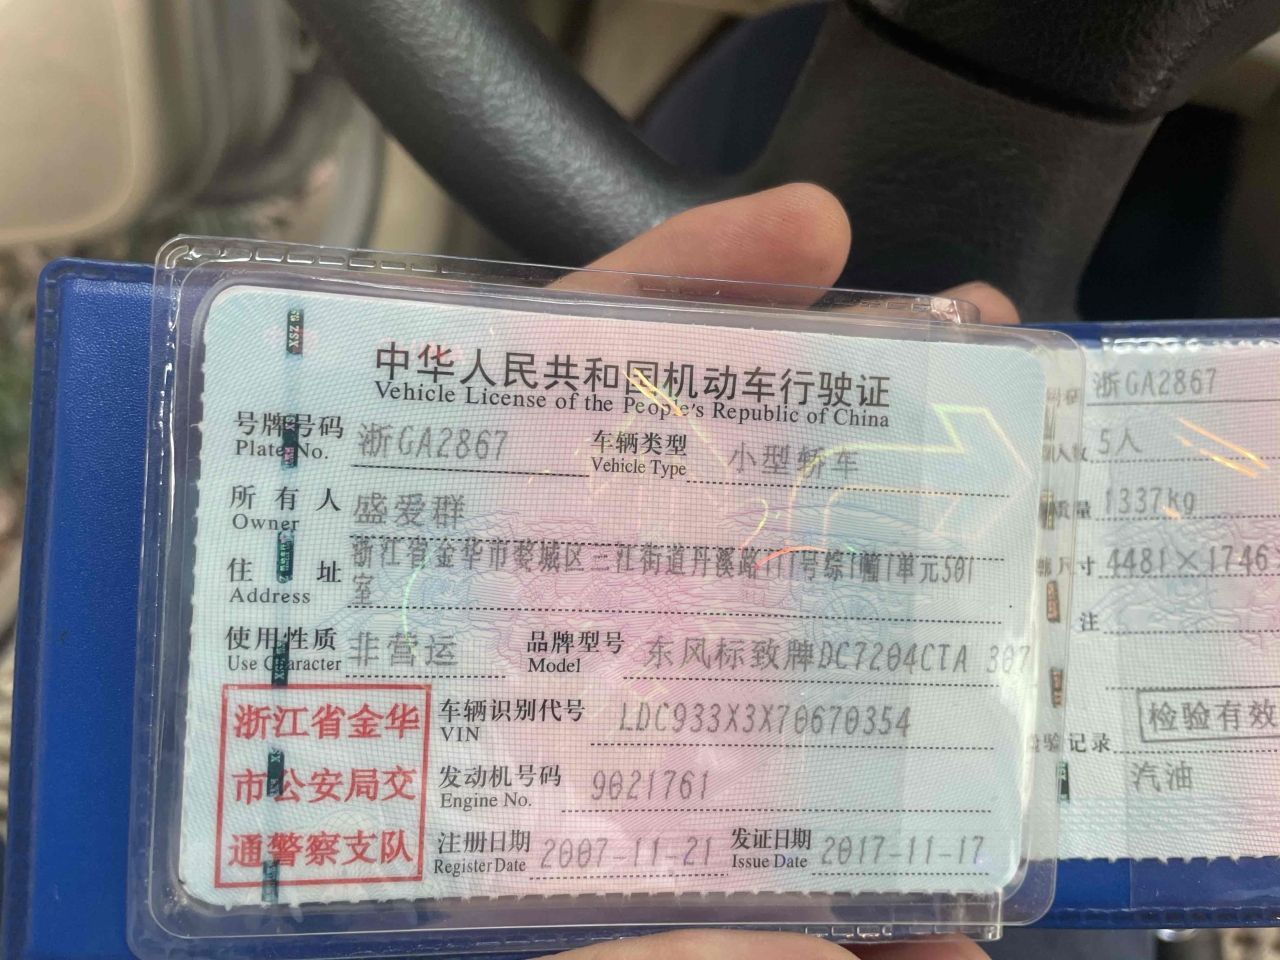 中华人民共和国机动车行驶证
Vehicle License of the People's Republic of China
号牌号码 浙GA2867 车辆类型 小型轿车
Plate No. Vehicle Type
所有人 盛爱群
Owner
住址 浙江省金华市婺城区三江街道丹溪路111号综1幢1单元501
室
Address
使用性质 非营运 品牌型号 东风标致牌DC7204CTA 307
Use Character Model
浙江省金华
市公安局交
通警察支队
车辆识别代号 LDC933X3X70670354
VIN
发动机号码 9021761
Engine No.
注册日期 2007-11-21 发证日期 2017-11-17
Register Date Issue Date
浙GA2867
5人
质量 1337kg
尺寸 4481×1746
注
检验有效
验记录
汽油